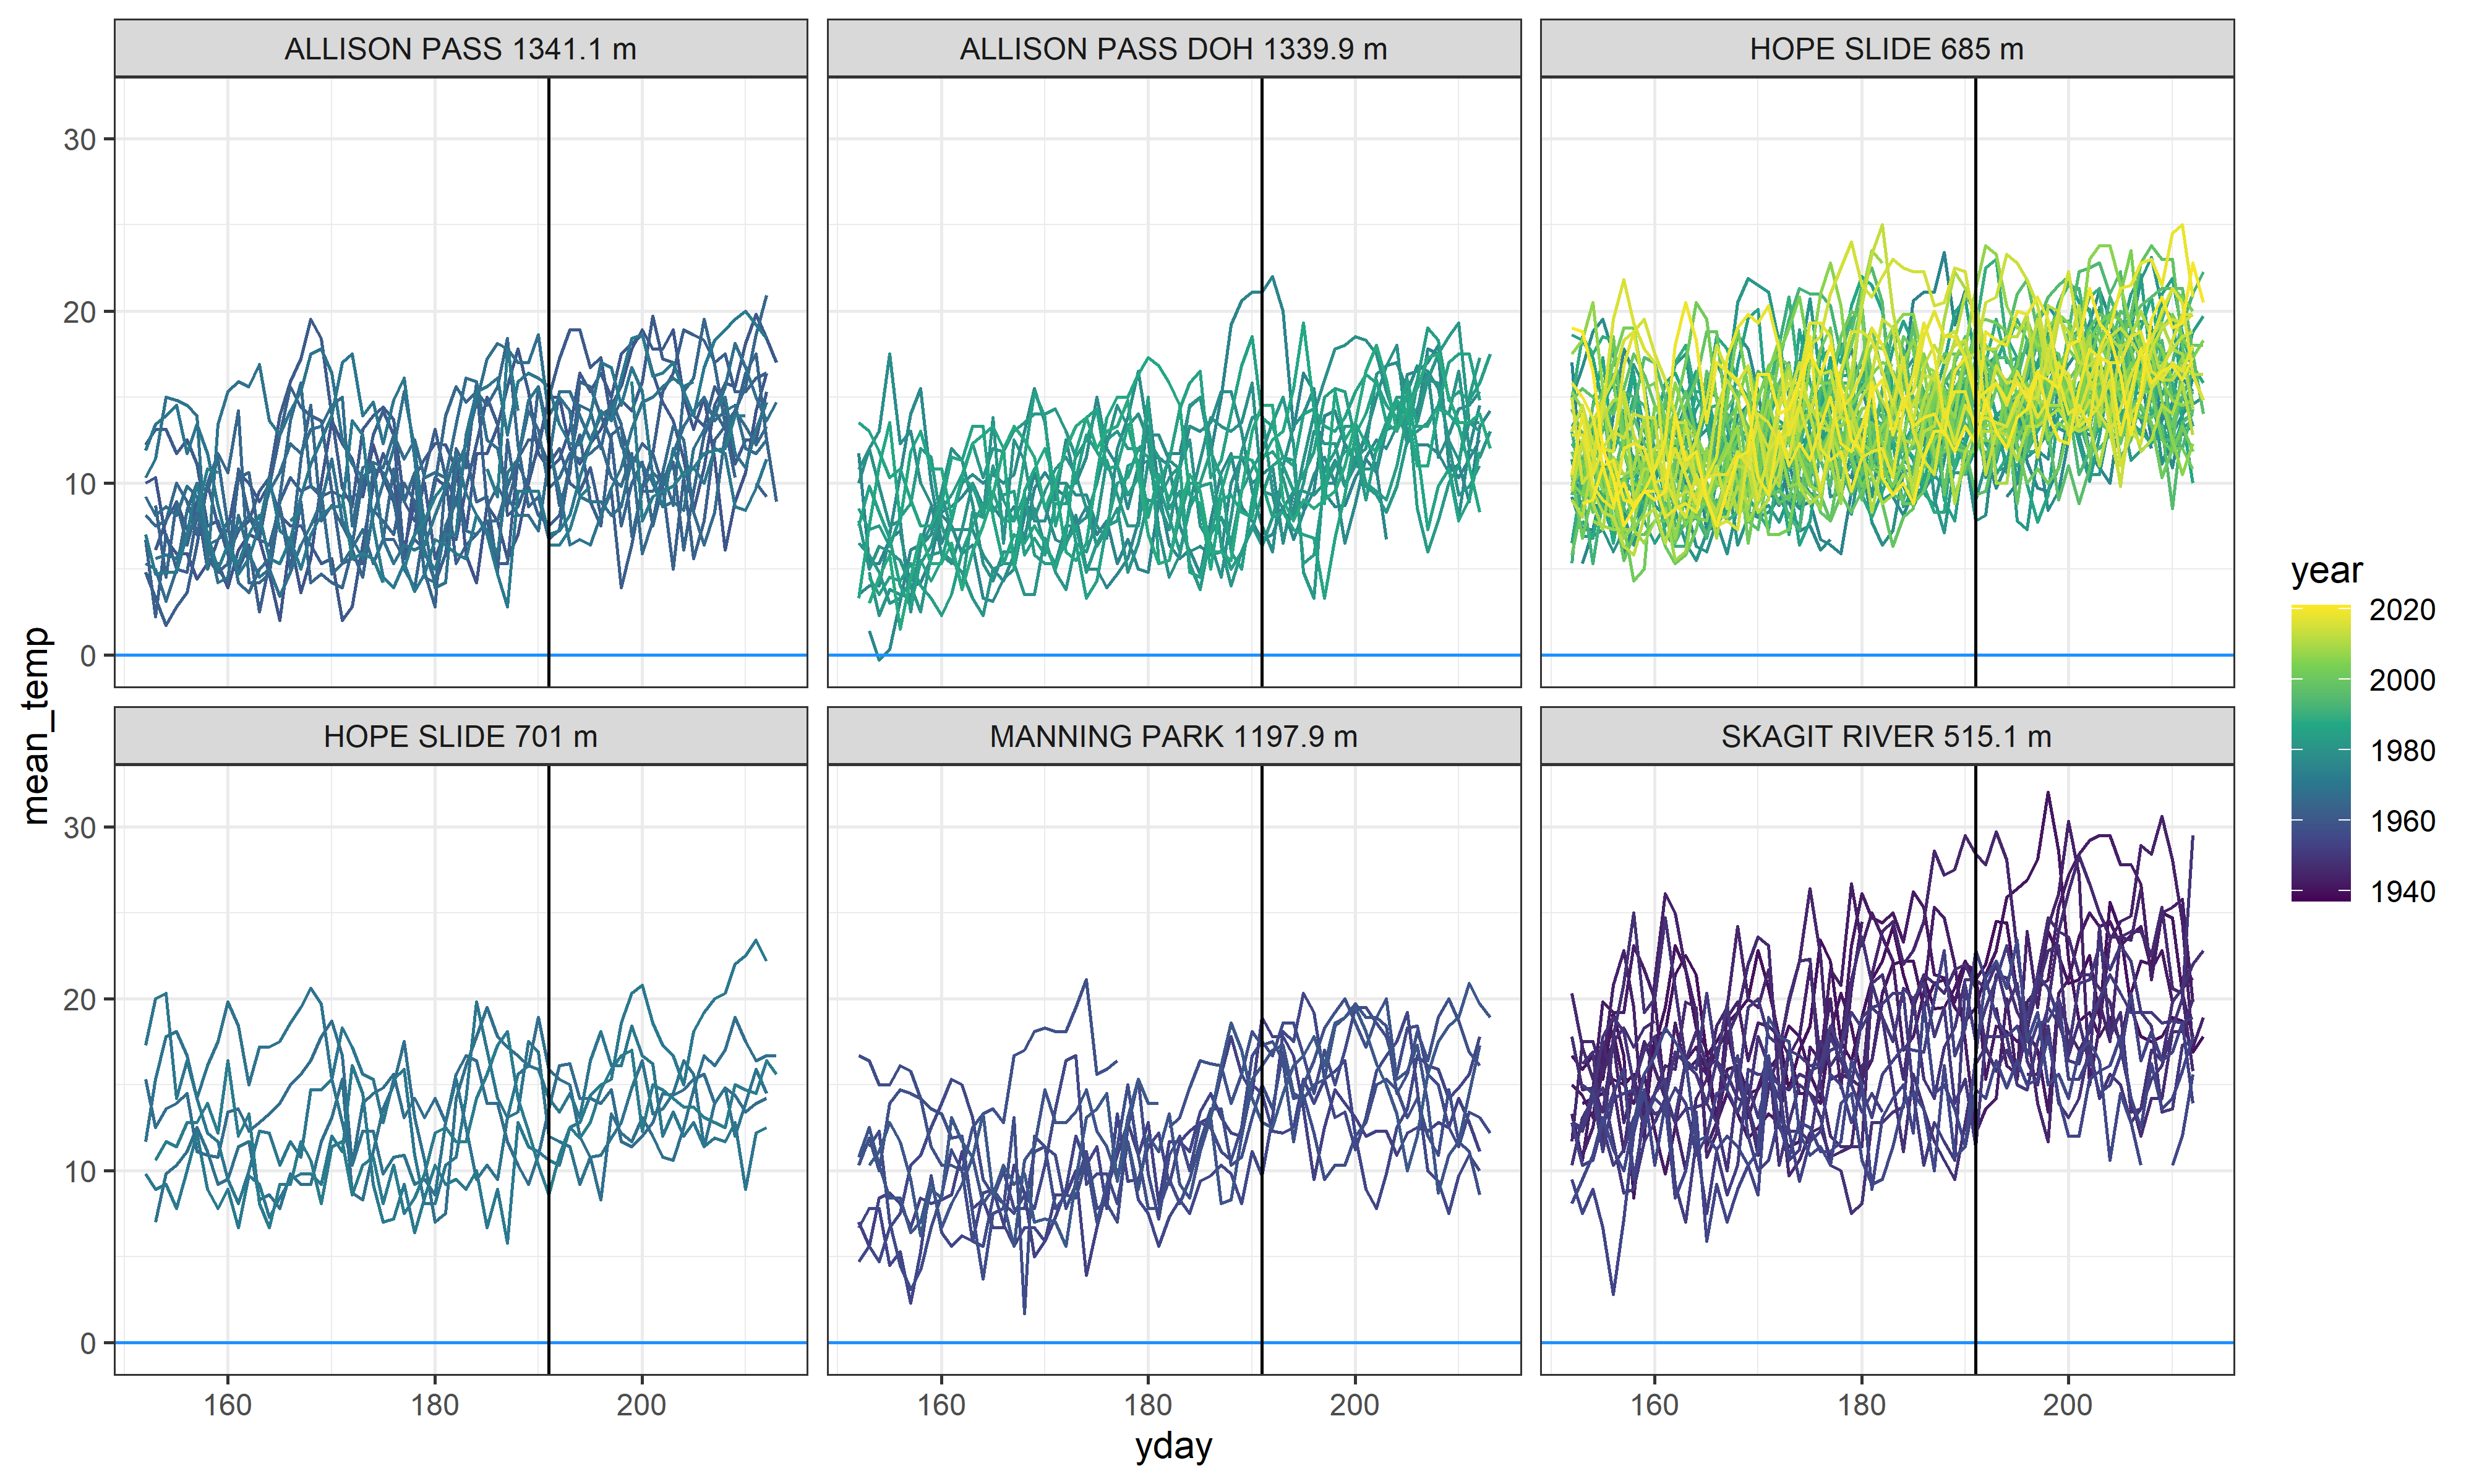 ALLISON PASS 1341.1 m
ALLISON PASS DOH 1339.9 m
HOPE SLIDE 685 m
30
20
10
0
HOPE SLIDE 701 m
MANNING PARK 1197.9 m
SKAGIT RIVER 515.1 m
30
20
10
0
mean_temp
160
180
200
160
180
200
160
180
200
yday
year
2020
2000
1980
1960
1940